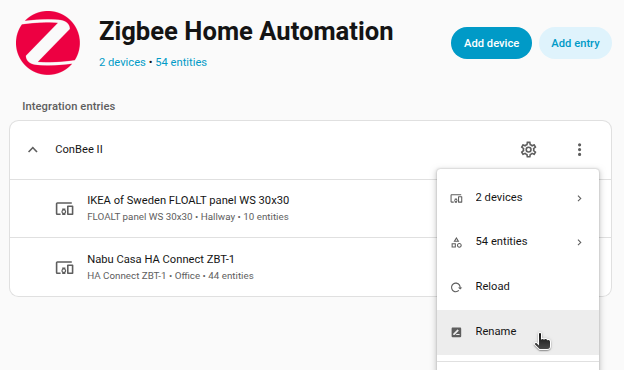 Zigbee Home Automation
2 devices • 54 entities
Add device
Add entry
Integration entries
ConBee II
IKEA of Sweden FLOALT panel WS 30x30
FLOALT panel WS 30x30 • Hallway • 10 entities
Nabu Casa HA Connect ZBT-1
HA Connect ZBT-1 • Office • 44 entities
2 devices
54 entities
Reload
Rename